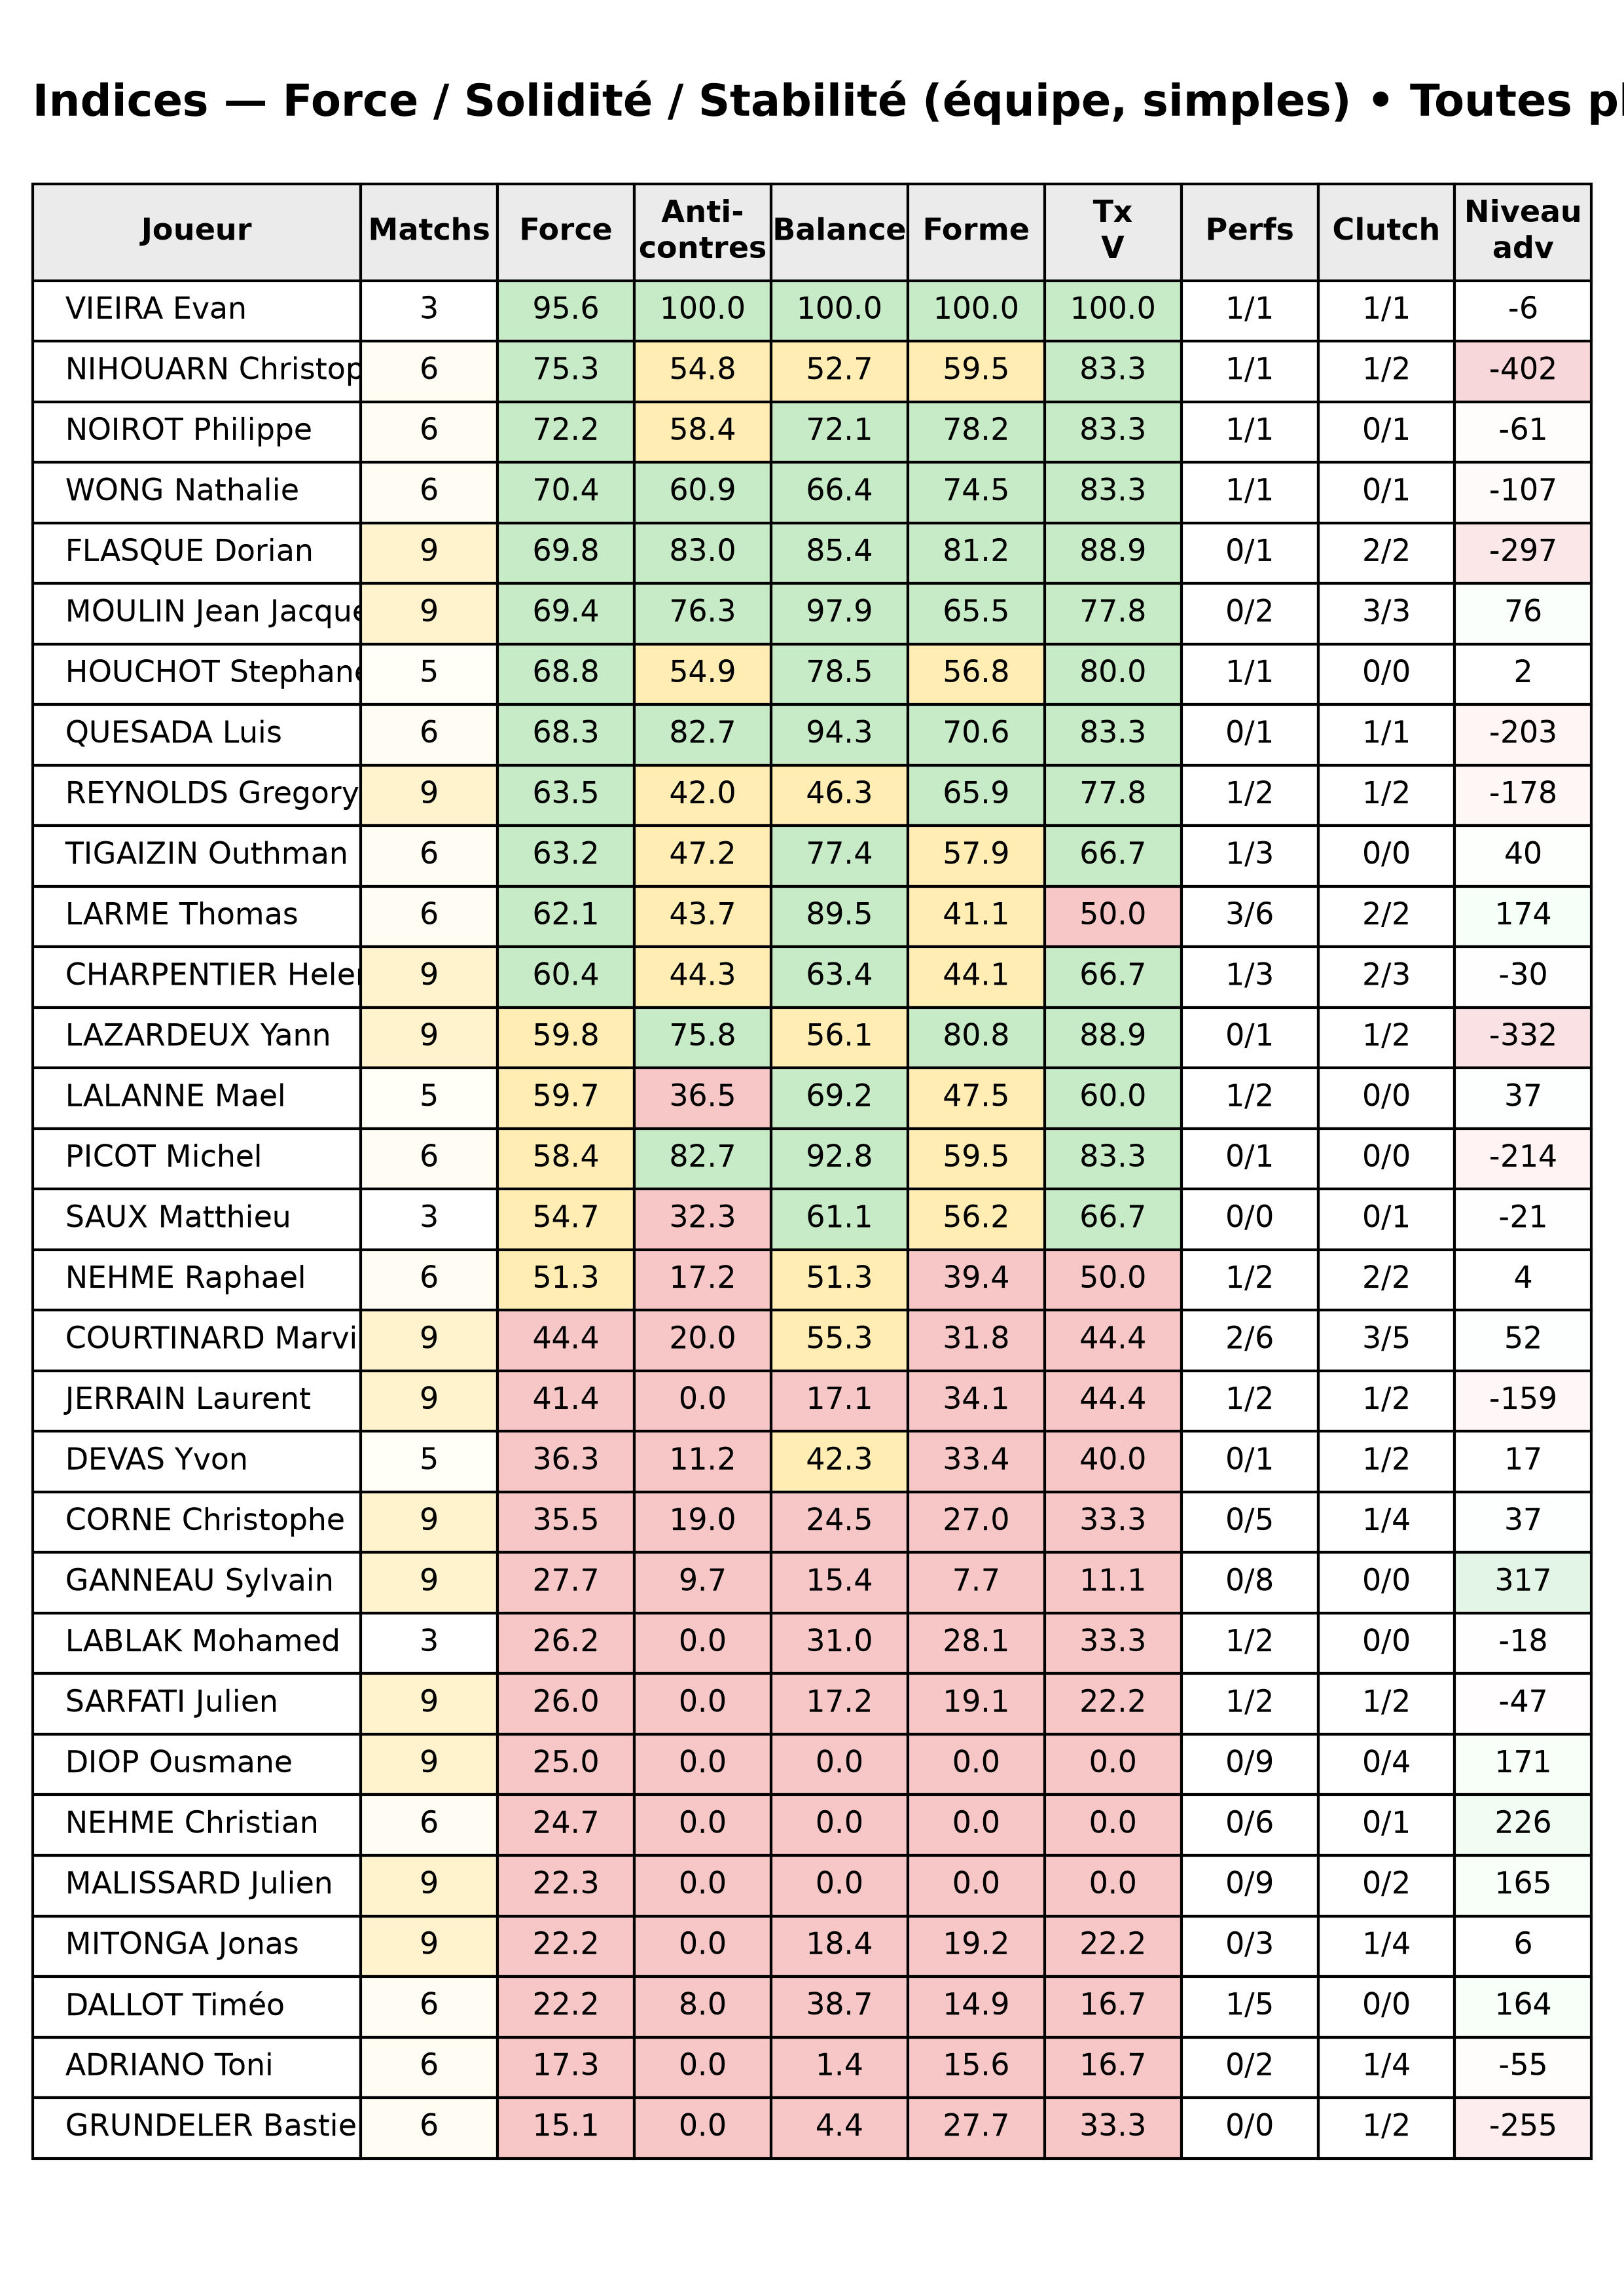 Indices — Force / Solidité / Stabilité (équipe, simples) • Toutes
Joueur Matchs Force Anti-contres Balance Forme Tx V Perfs Clutch Niveau adv
VIEIRA Evan 3 95.6 100.0 100.0 100.0 100.0 1/1 1/1 -6
NIHOUARN Christop 6 75.3 54.8 52.7 59.5 83.3 1/1 1/2 -402
NOIROT Philippe 6 72.2 58.4 72.1 78.2 83.3 1/1 0/1 -61
WONG Nathalie 6 70.4 60.9 66.4 74.5 83.3 1/1 0/1 -107
FLASQUE Dorian 9 69.8 83.0 85.4 81.2 88.9 0/1 2/2 -297
MOULIN Jean Jacque 9 69.4 76.3 97.9 65.5 77.8 0/2 3/3 76
HOUCHOT Stephane 5 68.8 54.9 78.5 56.8 80.0 1/1 0/0 2
QUESADA Luis 6 68.3 82.7 94.3 70.6 83.3 0/1 1/1 -203
REYNOLDS Gregory 9 63.5 42.0 46.3 65.9 77.8 1/2 1/2 -178
TIGAIZIN Outhman 6 63.2 47.2 77.4 57.9 66.7 1/3 0/0 40
LARME Thomas 6 62.1 43.7 89.5 41.1 50.0 3/6 2/2 174
CHARPENTIER Helen 9 60.4 44.3 63.4 44.1 66.7 1/3 2/3 -30
LAZARDEUX Yann 9 59.8 75.8 56.1 80.8 88.9 0/1 1/2 -332
LALANNE Mael 5 59.7 36.5 69.2 47.5 60.0 1/2 0/0 37
PICOT Michel 6 58.4 82.7 92.8 59.5 83.3 0/1 0/0 -214
SAUX Matthieu 3 54.7 32.3 61.1 56.2 66.7 0/0 0/1 -21
NEHME Raphael 6 51.3 17.2 51.3 39.4 50.0 1/2 2/2 4
COURTINARD Marvi 9 44.4 20.0 55.3 31.8 44.4 2/6 3/5 52
JERRAIN Laurent 9 41.4 0.0 17.1 34.1 44.4 1/2 1/2 -159
DEVAS Yvon 5 36.3 11.2 42.3 33.4 40.0 0/1 1/2 17
CORNE Christophe 9 35.5 19.0 24.5 27.0 33.3 0/5 1/4 37
GANNEAU Sylvain 9 27.7 9.7 15.4 7.7 11.1 0/8 0/0 317
LABLAK Mohamed 3 26.2 0.0 31.0 28.1 33.3 1/2 0/0 -18
SARFATI Julien 9 26.0 0.0 17.2 19.1 22.2 1/2 1/2 -47
DIOP Ousmane 9 25.0 0.0 0.0 0.0 0.0 0/9 0/4 171
NEHME Christian 6 24.7 0.0 0.0 0.0 0.0 0/6 0/1 226
MALISSARD Julien 9 22.3 0.0 0.0 0.0 0.0 0/9 0/2 165
MITONGA Jonas 9 22.2 0.0 18.4 19.2 22.2 0/3 1/4 6
DALLOT Timéo 6 22.2 8.0 38.7 14.9 16.7 1/5 0/0 164
ADRIANO Toni 6 17.3 0.0 1.4 15.6 16.7 0/2 1/4 -55
GRUNDELER Bastie 6 15.1 0.0 4.4 27.7 33.3 0/0 1/2 -255